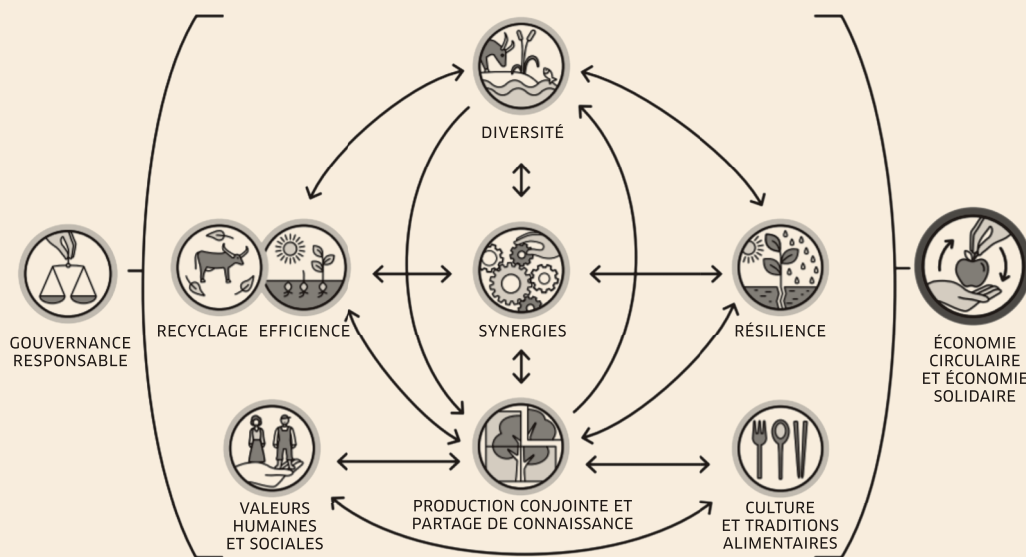 DIVERSITÉ
GOUVERNANCE
RESPONSABLE
RECYCLAGE EFFICIENCE
SYNERGIES
RÉSILIENCE
ÉCONOMIE
CIRCULAIRE
ET ÉCONOMIE
SOLIDAIRE
VALEURS
HUMAINES
ET SOCIALES
PRODUCTION CONJOINTE ET
PARTAGE DE CONNAISSANCE
CULTURE
ET TRADITIONS
ALIMENTAIRES